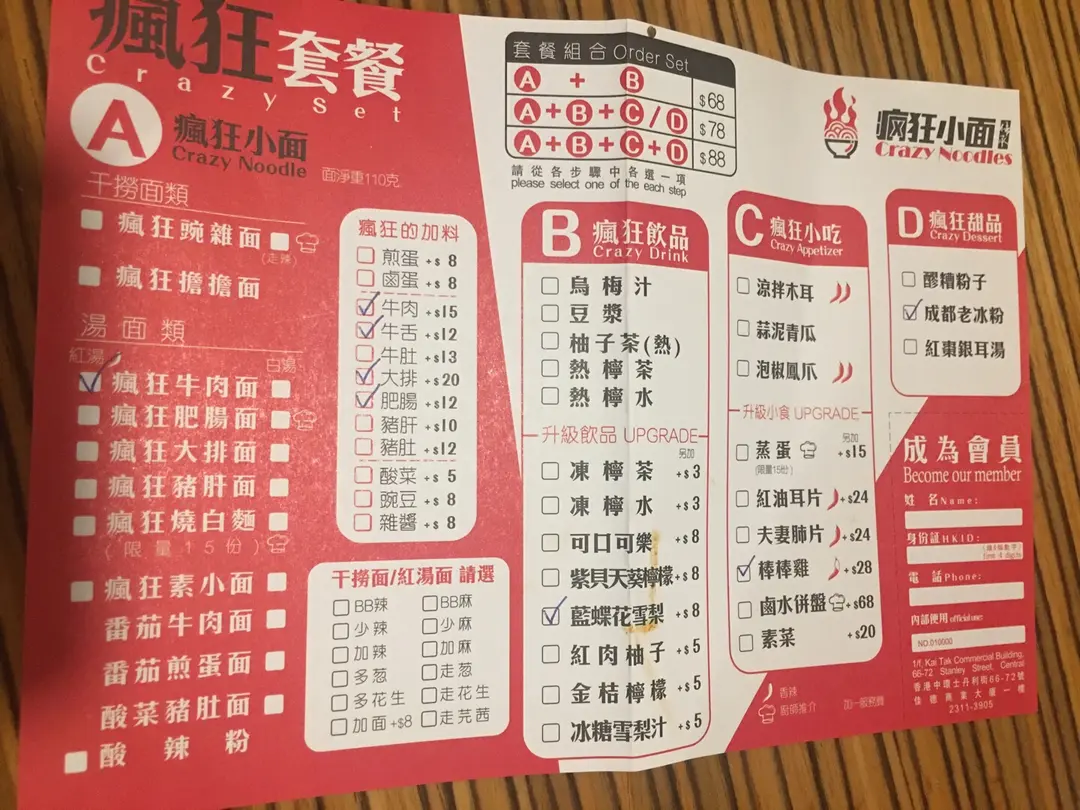 瘋狂套餐
Crazy Set
A 瘋狂小面
Crazy Noodle
面淨重110克
干撈面類
瘋狂豌雜面
(走辣)
瘋狂擔擔面
湯面類
紅湯 白湯
瘋狂牛肉面
瘋狂肥腸面
瘋狂大排面
瘋狂豬肝面
瘋狂燒白麵
(限量15份)
瘋狂素小面
番茄牛肉面
番茄煎蛋面
酸菜豬肚面
酸辣粉
瘋狂的加料
煎蛋 +$8
鹵蛋 +$8
牛肉 +$15
牛舌 +$12
牛肚 +$13
大排 +$20
肥腸 +$12
豬肝 +$10
豬肚 +$12
酸菜 +$5
豌豆 +$8
雜醬 +$8
干撈面/紅湯面 請選
BB辣 BB麻
少辣 少麻
加辣 加麻
多葱 走葱
多花生 走花生
加面+$8 走芫茜
套餐組合 Order Set
A + B $68
A+B+C/D $78
A+B+C+D $88
請從各步驟中各選一項
please select one of the each step
B 瘋狂飲品
Crazy Drink
烏梅汁
豆漿
柚子茶(熱)
熱檸茶
熱檸水
升級飲品 UPGRADE
另加
凍檸茶 +$3
凍檸水 +$3
可口可樂 +$8
紫貝天葵檸檬 +$8
藍蝶花雪梨 +$8
紅肉柚子 +$5
金桔檸檬 +$5
冰糖雪梨汁 +$5
C 瘋狂小吃
Crazy Appetizer
涼拌木耳
蒜泥青瓜
泡椒鳳爪
升級小食 UPGRADE
另加
蒸蛋 +$15
(限量15份)
紅油耳片 +$24
夫妻肺片 +$24
棒棒雞 +$28
鹵水併盤 +$68
素菜 +$20
香辣
廚師推介
加一服務費
瘋狂小面
Crazy Noodles
D 瘋狂甜品
Crazy Dessert
醪糟粉子
成都老冰粉
紅棗銀耳湯
成為會員
Become our member
姓名Name:
身份証HKID:
first 4 digits
電話Phone:
內部使用official use:
NO.010000
1/f, Kai Tak Commercial Building,
66-72 Stanley Street, Central
香港中環士丹利街66-72號
佳德商業大樓一樓
2311-3905